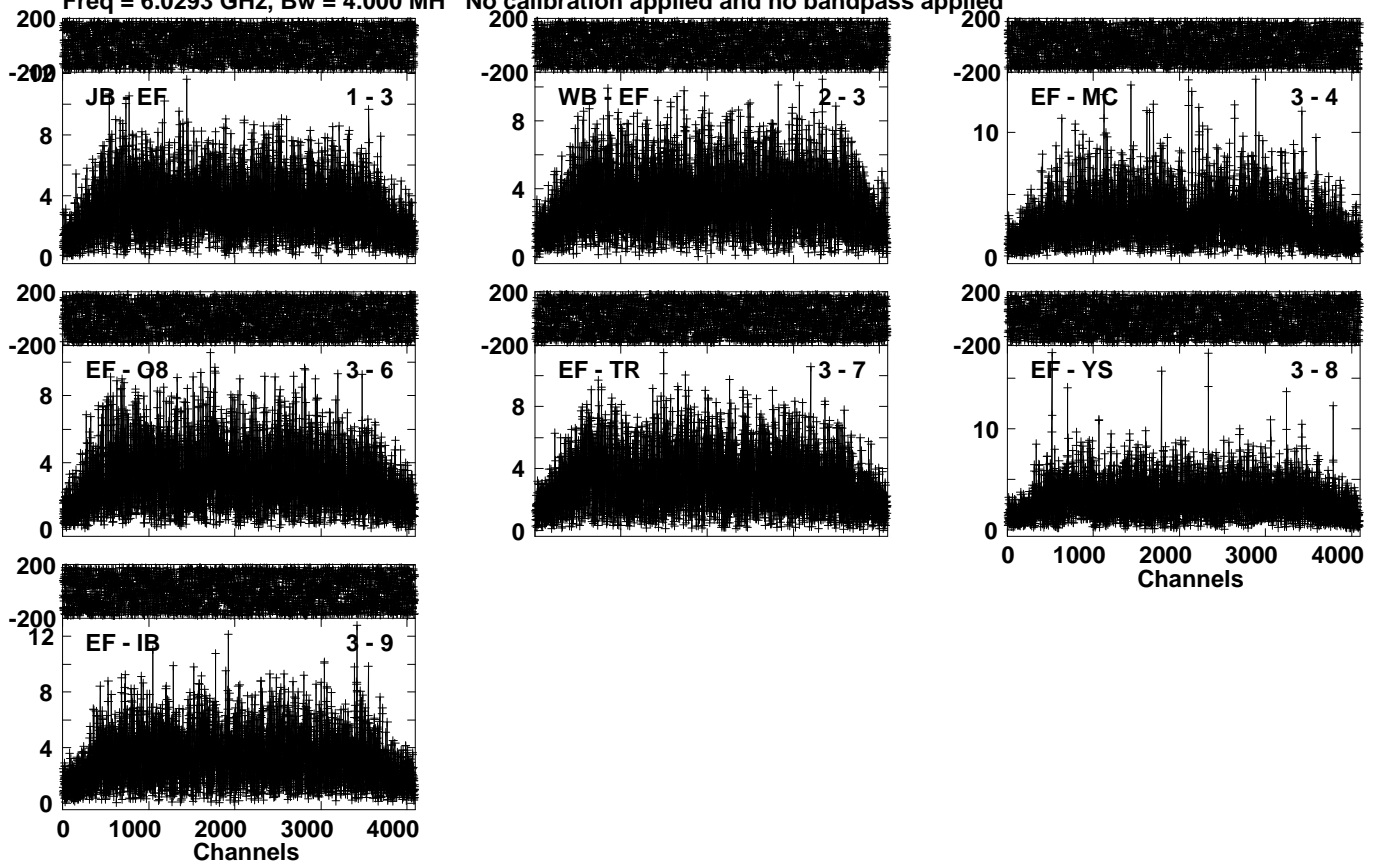 Freq = 6.0293 GHz, Bw = 4.000 MH No calibration applied and no bandpass applied
200 200 200
-200 -200 -200
12
JB - EF 1 - 3 WB - EF 2 - 3 EF - MC 3 - 4
8 8 10
4 4
0 0 0
200 200 200
-200 -200 -200
EF - O8 3 - 6 EF - TR 3 - 7 EF - YS 3 - 8
8 8 10
4 4
0 0 0
0 1000 2000 3000 4000
Channels
200
-200
12
EF - IB 3 - 9
8
4
0
0 1000 2000 3000 4000
Channels